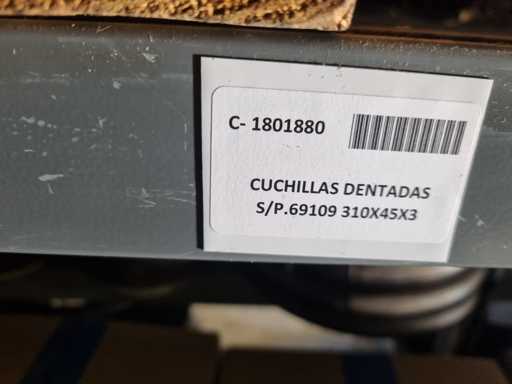 C- 1801880
CUCHILLAS DENTADAS
S/P.69109 310X45X3